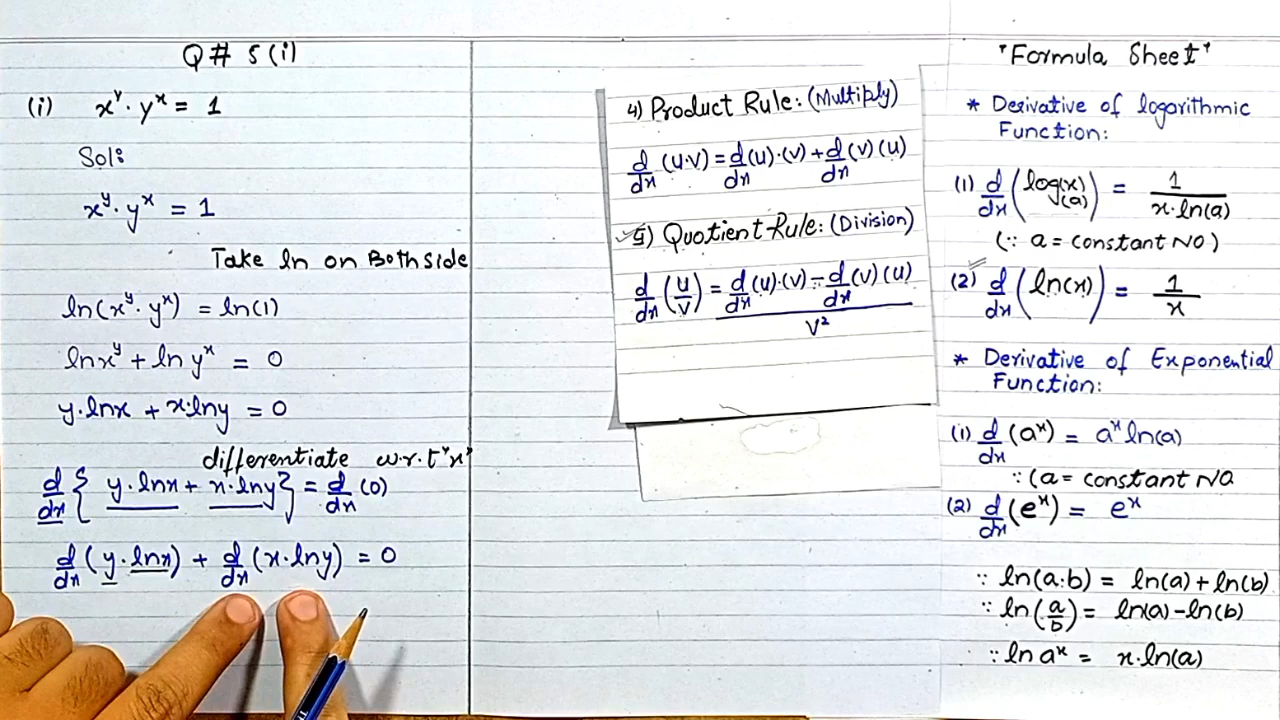 Q# 5(i)
(i) x^y · y^x = 1
Sol:
x^y · y^x = 1
Take ln on Both side
ln(x^y · y^x) = ln(1)
lnx^y + ln y^x = 0
y·lnx + x·lny = 0
differentiate w.r.t "x"
d/dx { y·lnx + x·lny } = d/dx (0)
d/dx (y·lnx) + d/dx (x·lny) = 0
4) Product Rule: (Multiply)
d/dx (u·v) = d/dx (u)·(v) + d/dx (v)(u)
5) Quotient Rule: (Division)
d/dx (u/v) = d/dx (u)·(v) - d/dx (v)(u) / v²
"Formula Sheet"
* Derivative of logarithmic
Function:
(1) d/dx (log(x) (a)) = 1 / x·ln(a)
(∵ a = constant NO)
(2) d/dx (ln(x)) = 1/x
* Derivative of Exponential
Function:
(1) d/dx (a^x) = a^x ln(a)
∵ (a = constant NO
(2) d/dx (e^x) = e^x
∵ ln(a·b) = ln(a) + ln(b)
∵ ln(a/b) = ln(a) - ln(b)
∵ ln a^x = x·ln(a)